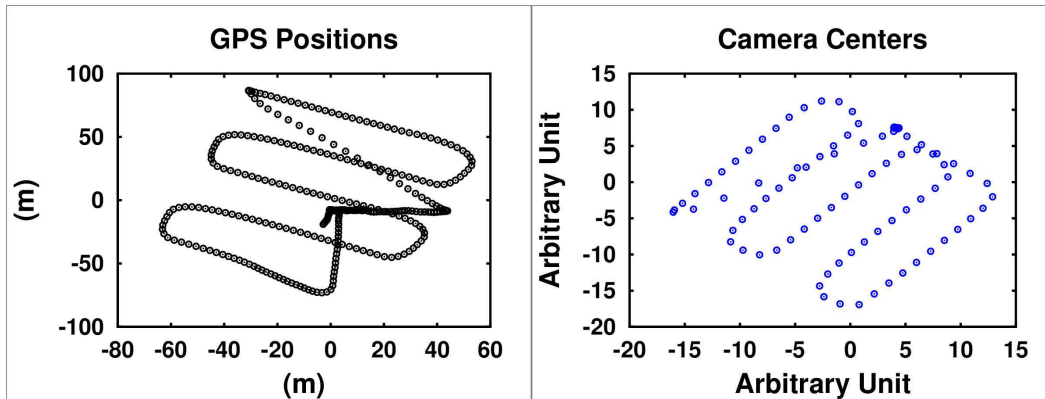 GPS Positions
100
50
0
-50
-100
-80 -60 -40 -20 0 20 40 60
(m)
(m)
Camera Centers
15
10
5
0
-5
-10
-15
-20
-20 -15 -10 -5 0 5 10 15
Arbitrary Unit
Arbitrary Unit